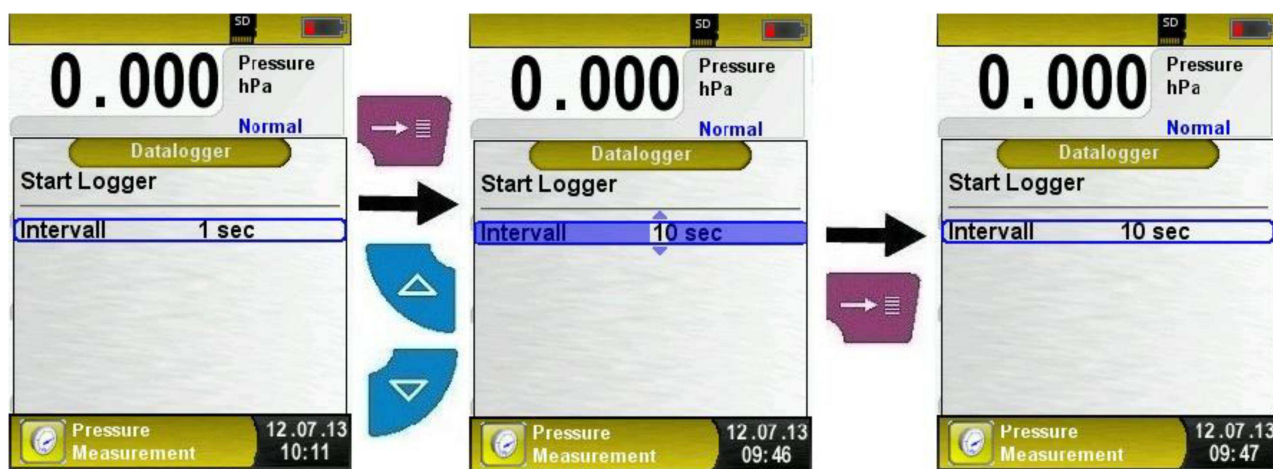 SD
0.000
Pressure
hPa
Normal
Datalogger
Start Logger
Intervall 1 sec
Pressure
Measurement
12.07.13
10:11
SD
0.000
Pressure
hPa
Normal
Datalogger
Start Logger
Intervall 10 sec
Pressure
Measurement
12.07.13
09:46
SD
0.000
Pressure
hPa
Normal
Datalogger
Start Logger
Intervall 10 sec
Pressure
Measurement
12.07.13
09:47